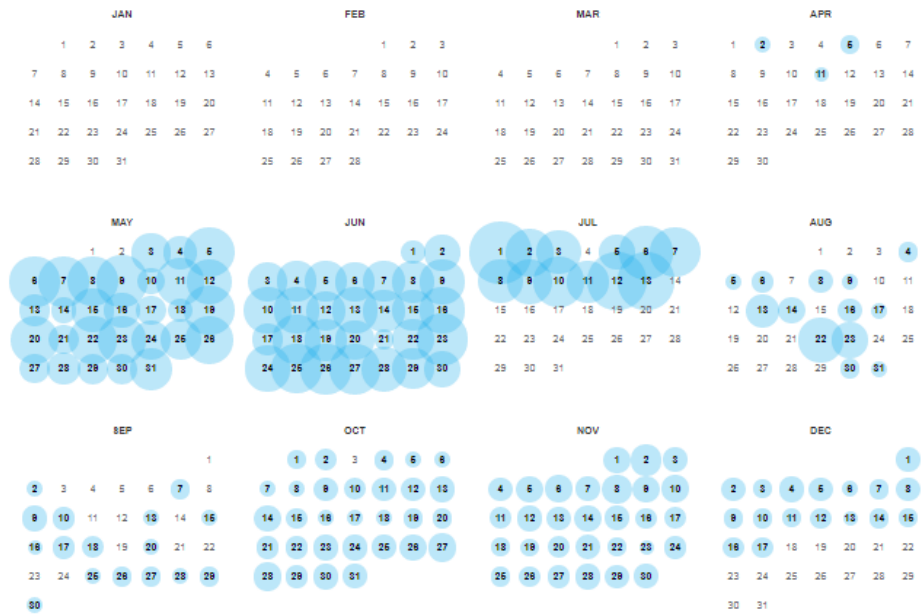 JAN FEB MAR APR
1 2 3 4 5 6 1 2 3 1 2 3 1 2 3 4 5 6 7
7 8 9 10 11 12 13 4 5 6 7 8 9 10 4 5 6 7 8 9 10 8 9 10 11 12 13 14
14 15 16 17 18 19 20 11 12 13 14 15 16 17 11 12 13 14 15 16 17 15 16 17 18 19 20 21
21 22 23 24 25 26 27 18 19 20 21 22 23 24 18 19 20 21 22 23 24 22 23 24 25 26 27 28
28 29 30 31 25 26 27 28 25 26 27 28 29 30 31 29 30
MAY JUN JUL AUG
1 2 3 4 5 1 2 1 2 3 4 5 6 7 1 2 3 4
6 7 8 9 10 11 12 3 4 5 6 7 8 9 8 9 10 11 12 13 14 5 6 7 8 9 10 11
13 14 15 16 17 18 19 10 11 12 13 14 15 16 15 16 17 18 19 20 21 12 13 14 15 16 17 18
20 21 22 23 24 25 26 17 18 19 20 21 22 23 22 23 24 25 26 27 28 19 20 21 22 23 24 25
27 28 29 30 31 24 25 26 27 28 29 30 29 30 31 26 27 28 29 30 31
SEP OCT NOV DEC
1 1 2 3 4 5 6 1 2 3 1
2 3 4 5 6 7 8 7 8 9 10 11 12 13 4 5 6 7 8 9 10 2 3 4 5 6 7 8
9 10 11 12 13 14 15 14 15 16 17 18 19 20 11 12 13 14 15 16 17 9 10 11 12 13 14 15
16 17 18 19 20 21 22 21 22 23 24 25 26 27 18 19 20 21 22 23 24 16 17 18 19 20 21 22
23 24 25 26 27 28 29 28 29 30 31 25 26 27 28 29 30 23 24 25 26 27 28 29
30 30 31